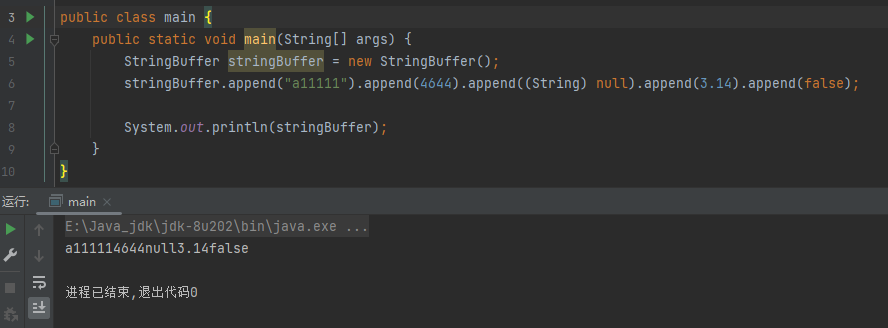 3 public class main {
4 public static void main(String[] args) {
5 StringBuffer stringBuffer = new StringBuffer();
6 stringBuffer.append("a11111").append(4644).append((String) null).append(3.14).append(false);
7
8 System.out.println(stringBuffer);
9 }
10 }
运行: main ×
E:\Java_jdk\jdk-8u202\bin\java.exe ...
a111114644null3.14false
进程已结束,退出代码0